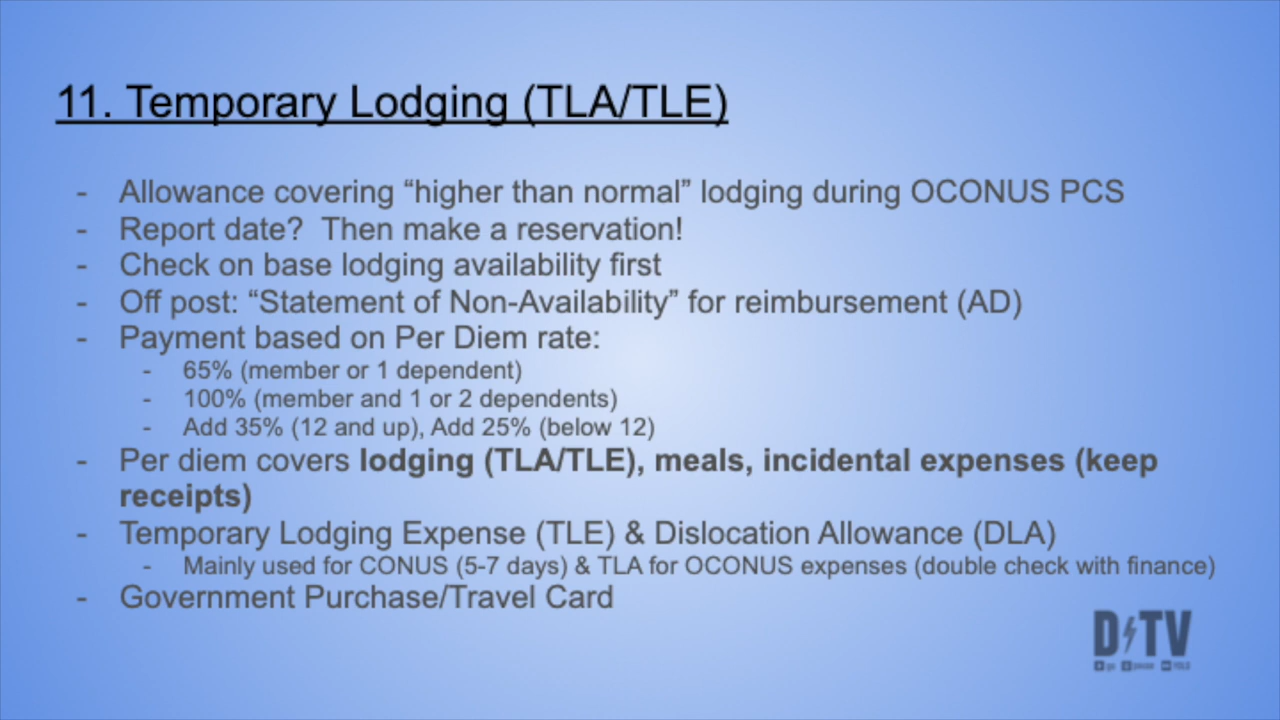 11. Temporary Lodging (TLA/TLE)
- Allowance covering “higher than normal” lodging during OCONUS PCS
- Report date?  Then make a reservation!
- Check on base lodging availability first
- Off post: “Statement of Non-Availability” for reimbursement (AD)
- Payment based on Per Diem rate:
- 65% (member or 1 dependent)
- 100% (member and 1 or 2 dependents)
- Add 35% (12 and up), Add 25% (below 12)
- Per diem covers lodging (TLA/TLE), meals, incidental expenses (keep
receipts)
- Temporary Lodging Expense (TLE) & Dislocation Allowance (DLA)
- Mainly used for CONUS (5-7 days) & TLA for OCONUS expenses (double check with finance)
- Government Purchase/Travel Card
D TV